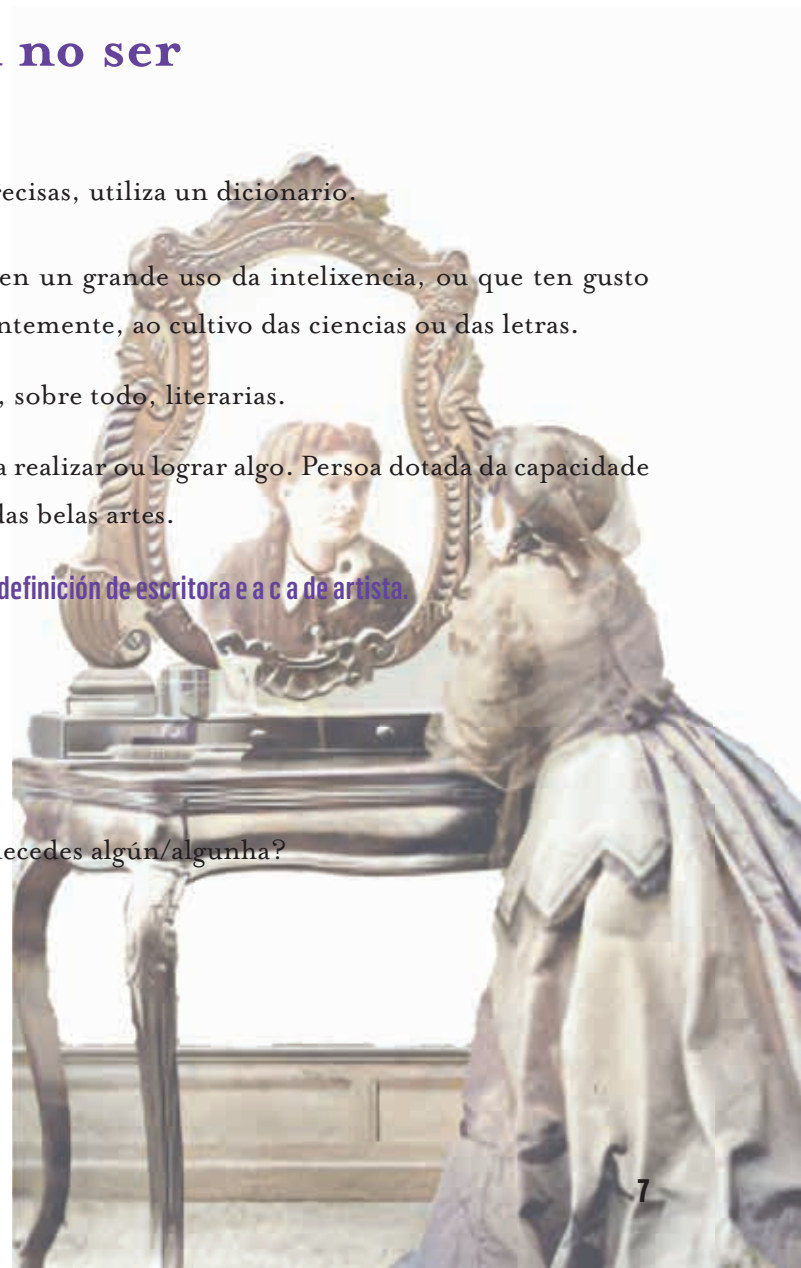 no ser
recisas, utiliza un dicionario.
en un grande uso da intelixencia, ou que ten gusto
ntemente, ao cultivo das ciencias ou das letras.
, sobre todo, literarias.
a realizar ou lograr algo. Persoa dotada da capacidade
das belas artes.
definición de escritora e a c a de artista.
ecedes algún/algunha?
7